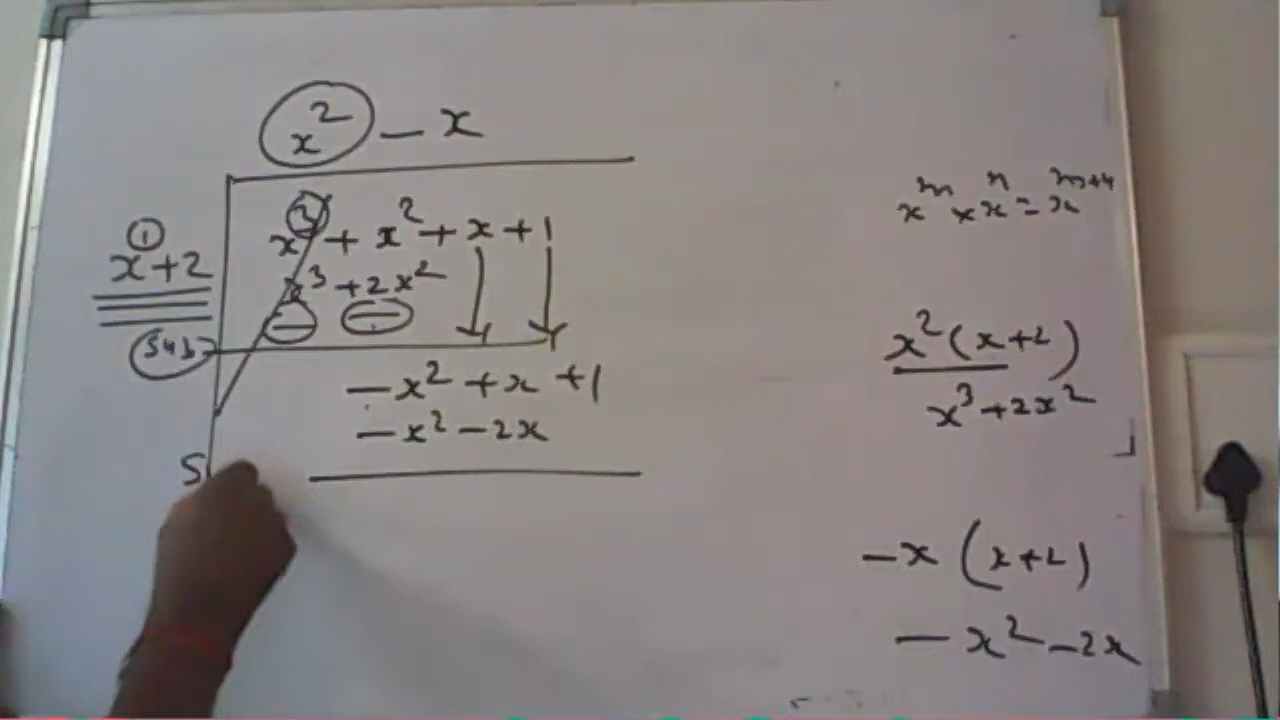 x² - x
x + 2
x³ + x² + x + 1
x³ + 2x²
Sub
- x² + x + 1
- x² - 2x
S
xᵐ × xⁿ = xᵐ⁺ⁿ
x² (x + 2)
x³ + 2x²
- x (x + 2)
- x² - 2x